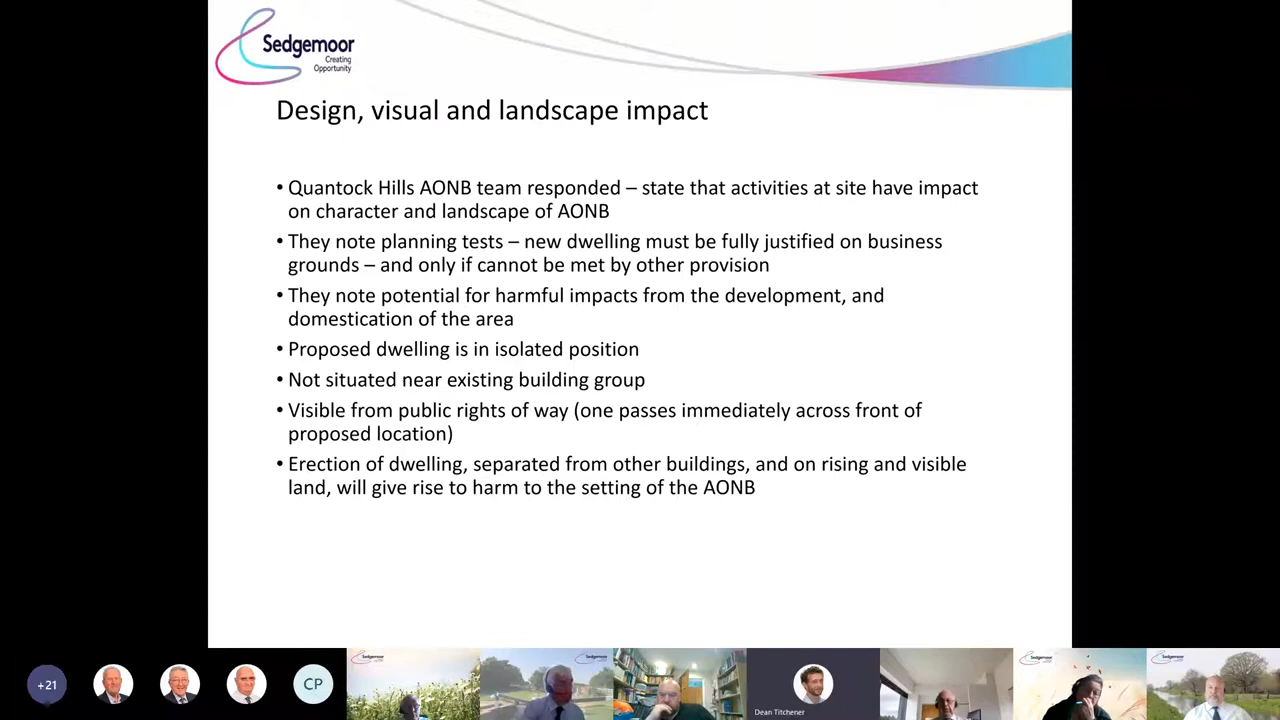 Sedgemoor
Creating
Opportunity
Design, visual and landscape impact
• Quantock Hills AONB team responded – state that activities at site have impact
on character and landscape of AONB
• They note planning tests – new dwelling must be fully justified on business
grounds – and only if cannot be met by other provision
• They note potential for harmful impacts from the development, and
domestication of the area
• Proposed dwelling is in isolated position
• Not situated near existing building group
• Visible from public rights of way (one passes immediately across front of
proposed location)
• Erection of dwelling, separated from other buildings, and on rising and visible
land, will give rise to harm to the setting of the AONB
+21
CP
Dean Titchener
Sedgemoor
Sedgemoor
Sedgemoor
Sedgemoor